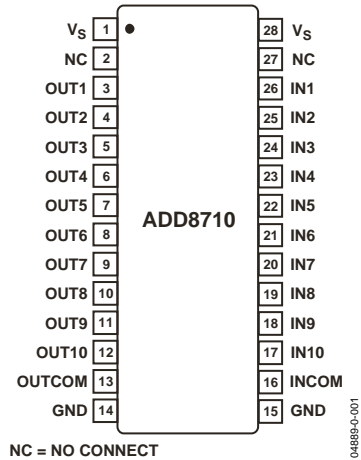 VS 1 28 VS
NC 2 27 NC
OUT1 3 26 IN1
OUT2 4 25 IN2
OUT3 5 24 IN3
OUT4 6 23 IN4
OUT5 7 22 IN5
ADD8710
OUT6 8 21 IN6
OUT7 9 20 IN7
OUT8 10 19 IN8
OUT9 11 18 IN9
OUT10 12 17 IN10
OUTCOM 13 16 INCOM
GND 14 15 GND
NC = NO CONNECT
04889-0-001